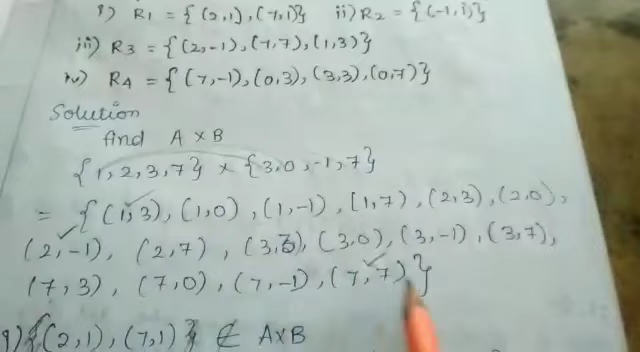 i) R1 = {(2,1),(7,1)} ii) R2 = {(-1,1)}
iii) R3 = {(2,-1),(7,7),(1,3)}
iv) R4 = {(7,-1),(0,3),(3,3),(0,7)}
Solution
find A×B
{1,2,3,7} × {3,0,-1,7}
= {(1,3),(1,0),(1,-1),(1,7),(2,3),(2,0),
(2,-1),(2,7),(3,3),(3,0),(3,-1),(3,7),
(7,3),(7,0),(7,-1),(7,7)}
i) {(2,1),(7,1)} ∉ A×B